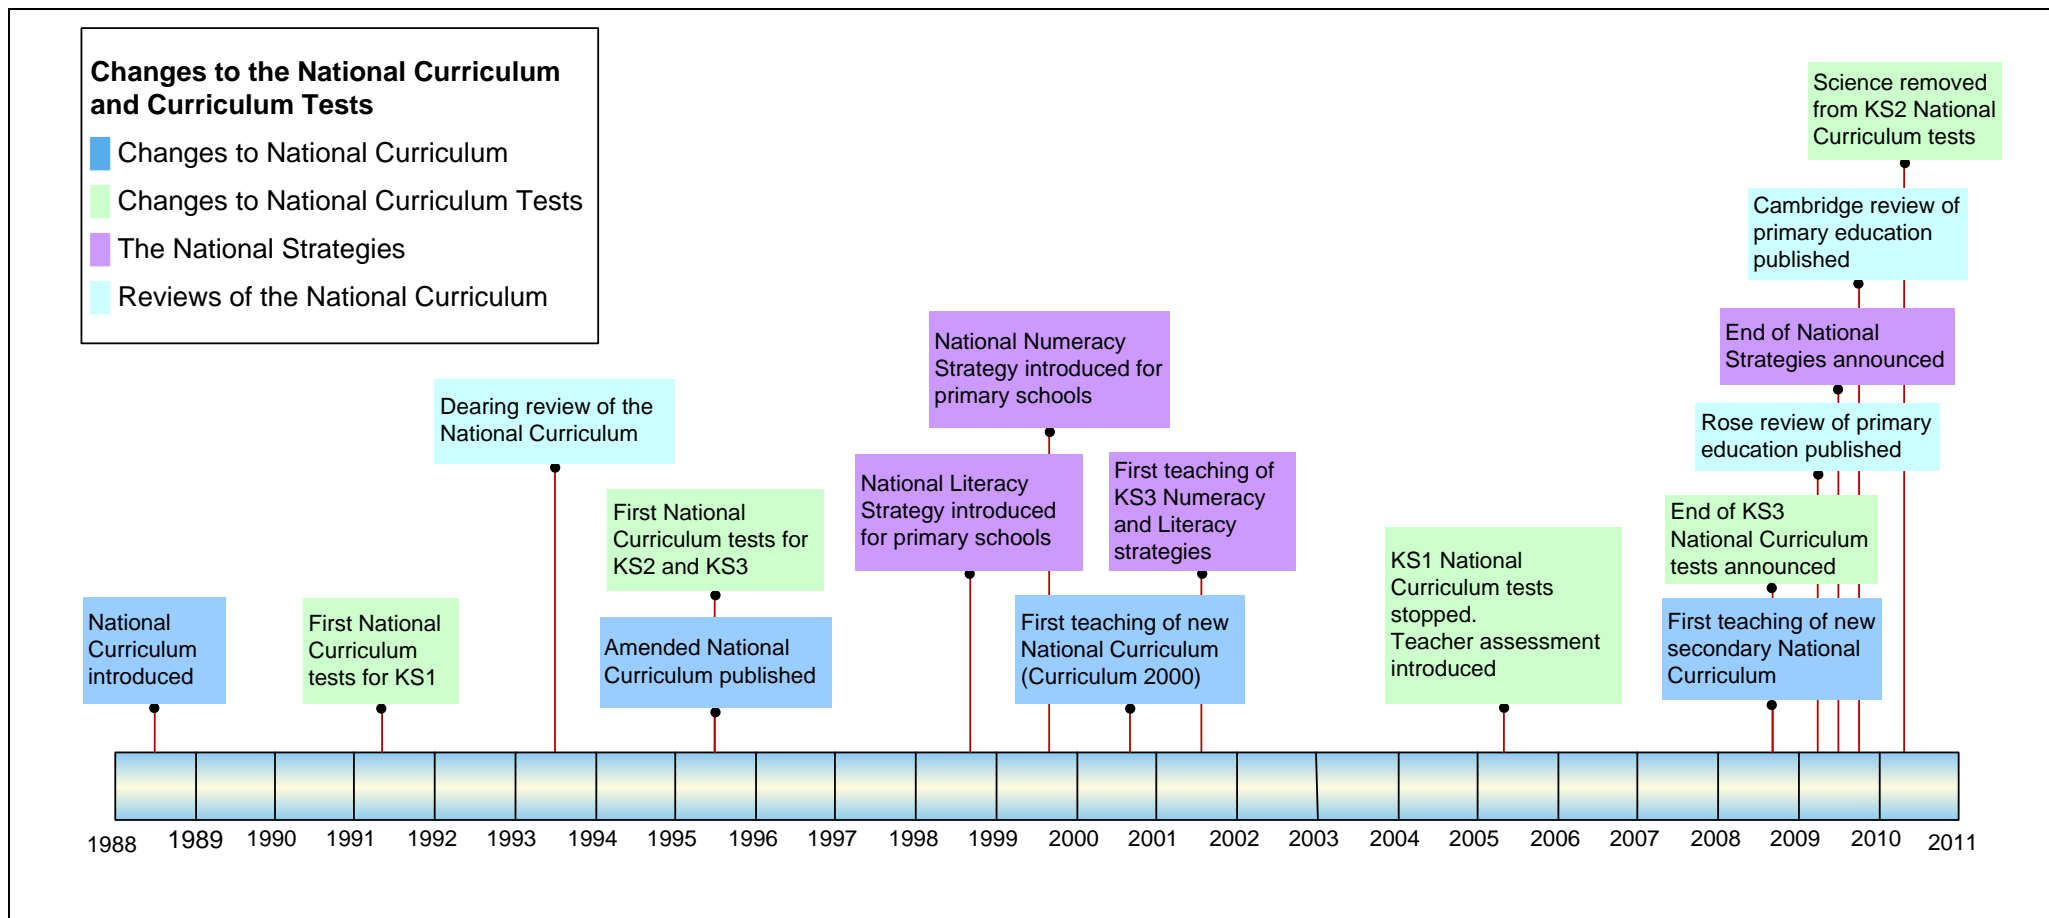 Changes to the National Curriculum
and Curriculum Tests
Changes to National Curriculum
Changes to National Curriculum Tests
The National Strategies
Reviews of the National Curriculum
National
Curriculum
introduced
First National
Curriculum
tests for KS1
Dearing review of the
National Curriculum
First National
Curriculum tests for
KS2 and KS3
Amended National
Curriculum published
National Literacy
Strategy introduced
for primary schools
National Numeracy
Strategy introduced for
primary schools
First teaching of new
National Curriculum
(Curriculum 2000)
First teaching of
KS3 Numeracy
and Literacy
strategies
KS1 National
Curriculum tests
stopped.
Teacher assessment
introduced
Science removed
from KS2 National
Curriculum tests
Cambridge review of
primary education
published
End of National
Strategies announced
Rose review of primary
education published
End of KS3
National Curriculum
tests announced
First teaching of new
secondary National
Curriculum
1988 1989 1990 1991 1992 1993 1994 1995 1996 1997 1998 1999 2000 2001 2002 2003 2004 2005 2006 2007 2008 2009 2010 2011